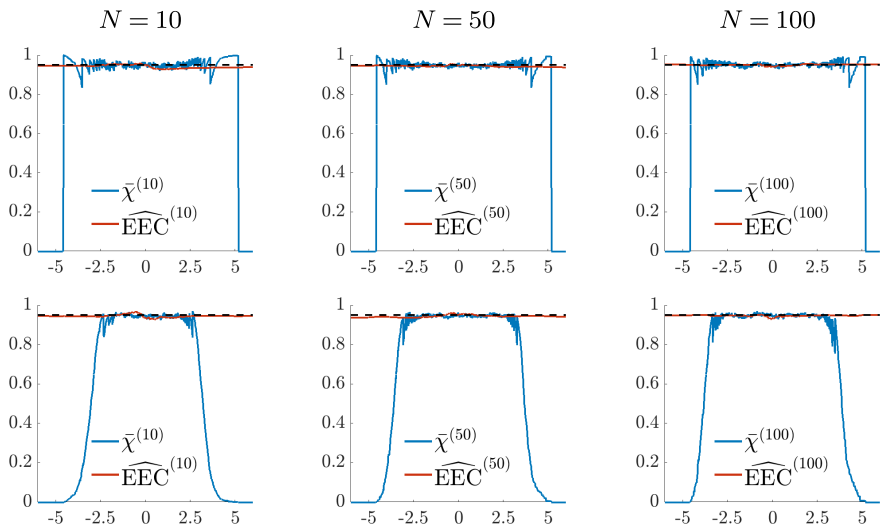 N = 10 N = 50 N = 100
1 1 1
0.8 0.8 0.8
0.6 0.6 0.6
0.4 0.4 0.4
χ̄^(10) χ̄^(50) χ̄^(100)
0.2 0.2 0.2
\widehat{EEC}^(10) \widehat{EEC}^(50) \widehat{EEC}^(100)
0 0 0
-5 -2.5 0 2.5 5 -5 -2.5 0 2.5 5 -5 -2.5 0 2.5 5
1 1 1
0.8 0.8 0.8
0.6 0.6 0.6
0.4 0.4 0.4
χ̄^(10) χ̄^(50) χ̄^(100)
0.2 0.2 0.2
\widehat{EEC}^(10) \widehat{EEC}^(50) \widehat{EEC}^(100)
0 0 0
-5 -2.5 0 2.5 5 -5 -2.5 0 2.5 5 -5 -2.5 0 2.5 5